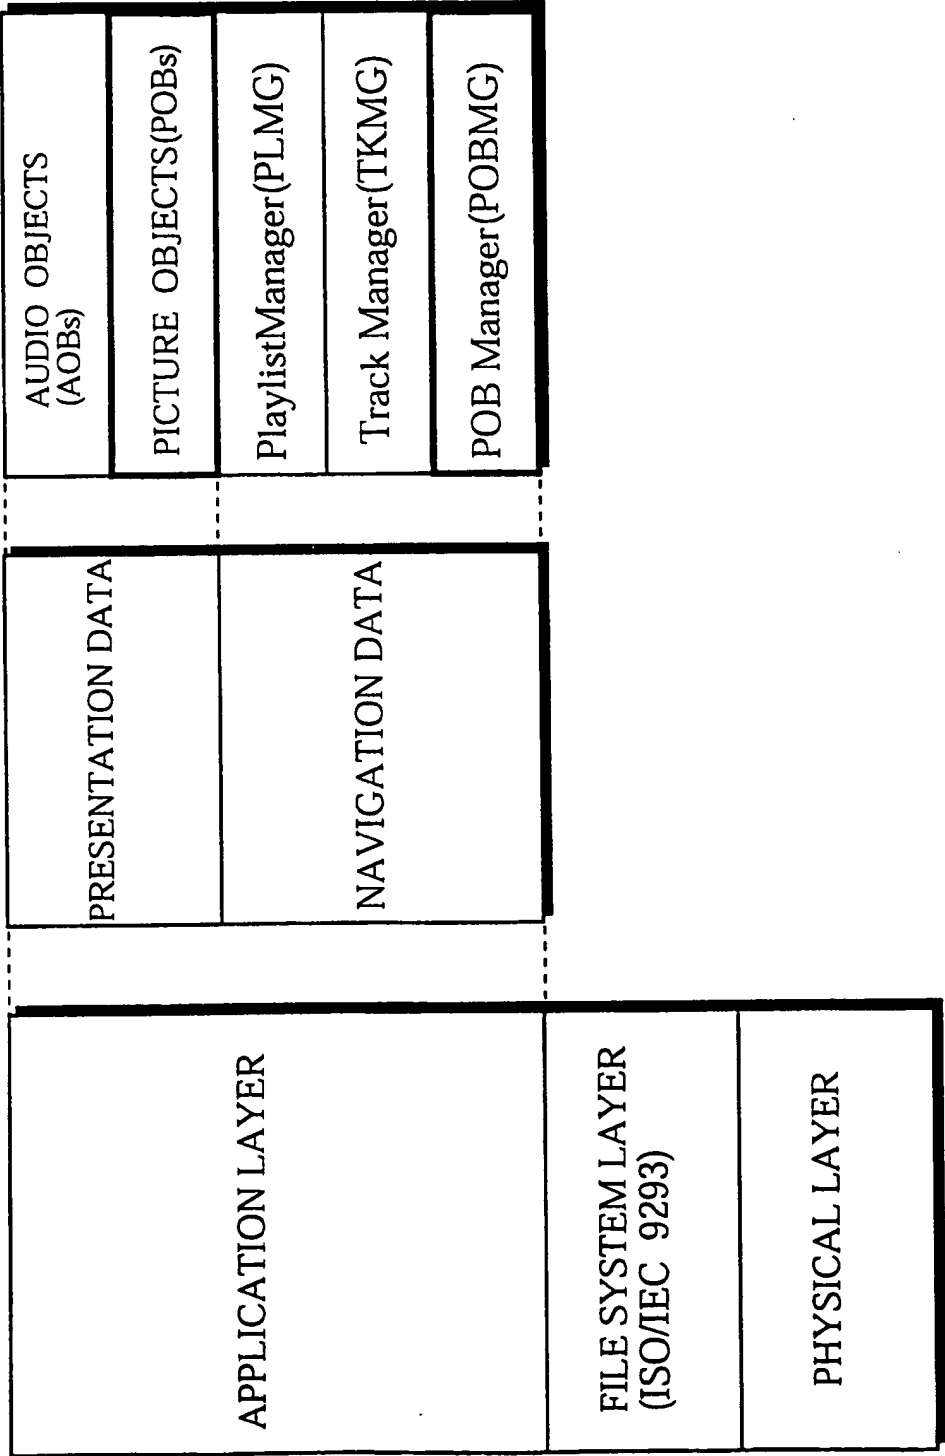 APPLICATION LAYER
FILE SYSTEM LAYER
(ISO/IEC 9293)
PHYSICAL LAYER
PRESENTATION DATA
NAVIGATION DATA
AUDIO OBJECTS
(AOBs)
PICTURE OBJECTS(POBs)
PlaylistManager(PLMG)
Track Manager(TKMG)
POB Manager(POBMG)